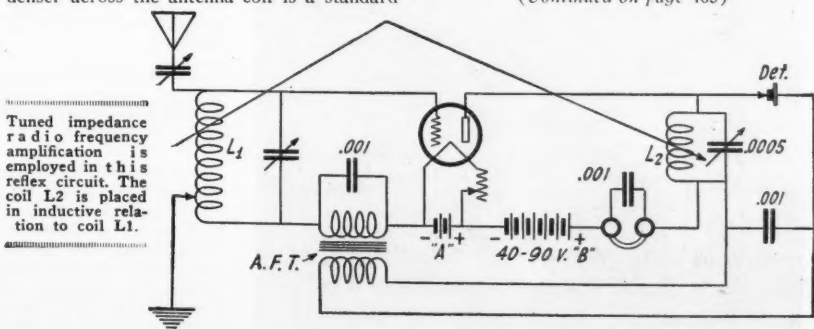 denser across the antenna coil is a standard
(Continued on page 465)
Tuned impedance
radio frequency
amplification is
employed in this
reflex circuit. The
coil L2 is placed
in inductive rela-
tion to coil L1.
L1
.001
A.F.T.
- "A" +
- 40-90 V. "B" +
.001
L2
Det.
.0005
.001